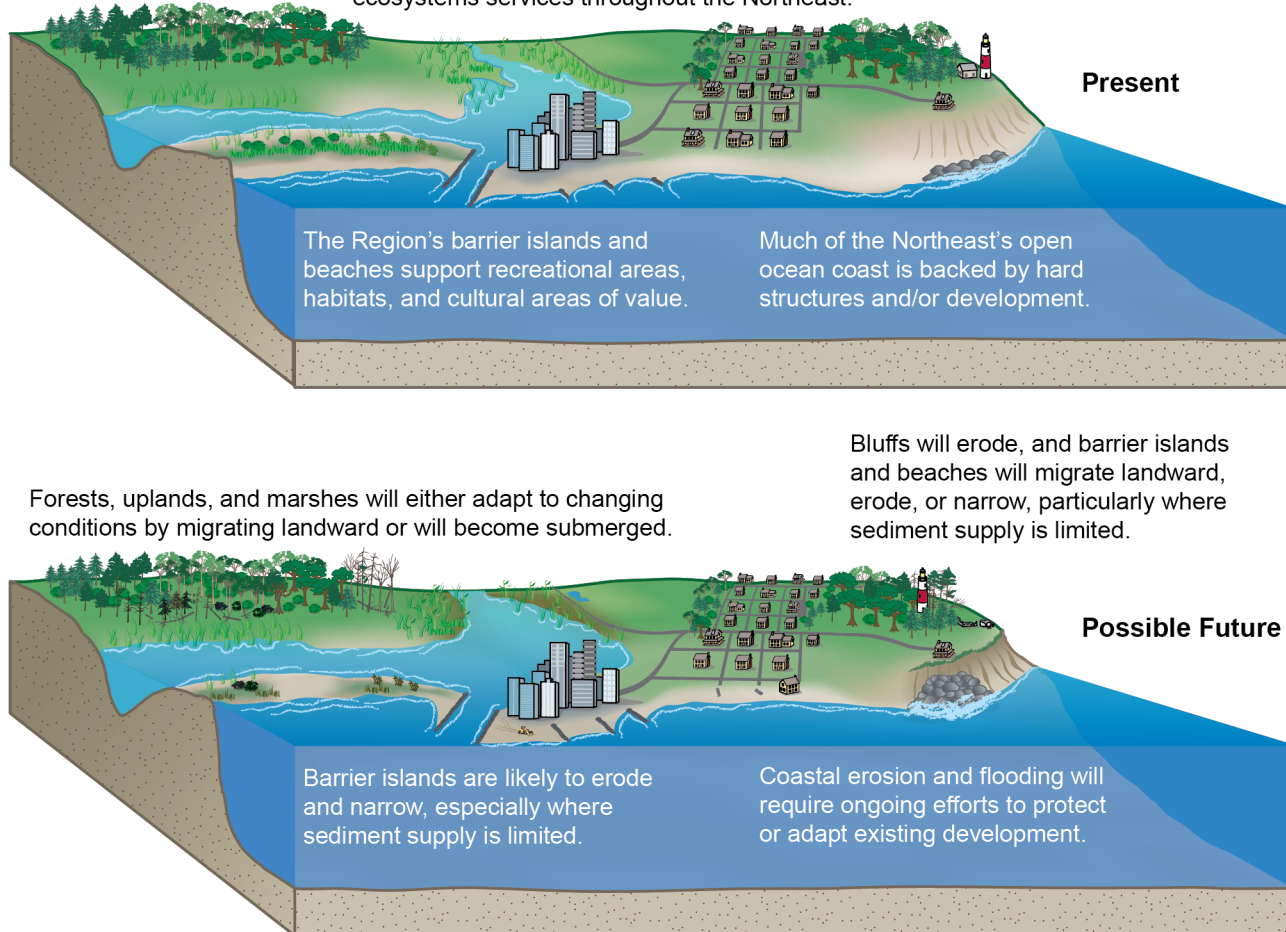 ecosystems services throughout the Northeast.
Present
The Region's barrier islands and
beaches support recreational areas,
habitats, and cultural areas of value.
Much of the Northeast's open
ocean coast is backed by hard
structures and/or development.
Forests, uplands, and marshes will either adapt to changing
conditions by migrating landward or will become submerged.
Bluffs will erode, and barrier islands
and beaches will migrate landward,
erode, or narrow, particularly where
sediment supply is limited.
Possible Future
Barrier islands are likely to erode
and narrow, especially where
sediment supply is limited.
Coastal erosion and flooding will
require ongoing efforts to protect
or adapt existing development.